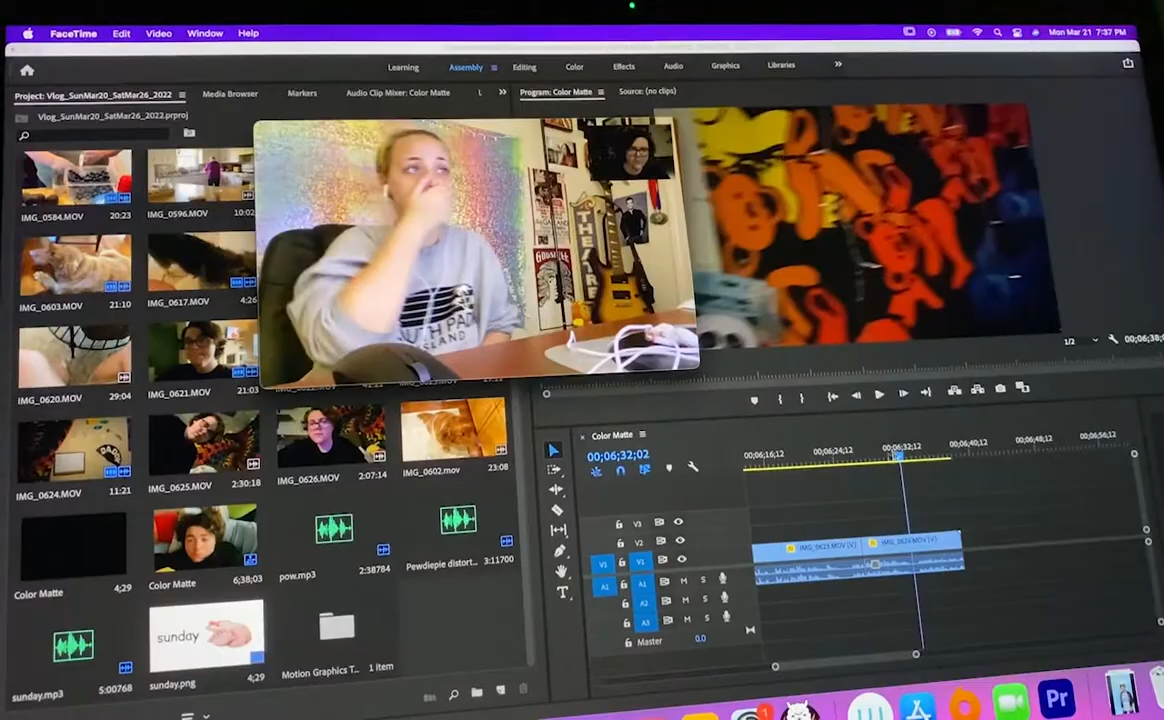 FaceTime Edit Video Window Help
Mon Mar 21 7:37 PM
Learning Assembly Editing Color Effects Audio Graphics Libraries
Project: Vlog_SunMar20_SatMar26_2022 Media Browser Markers Audio Clip Mixer: Color Matte L
Program: Color Matte Source: (no clips)
Vlog_SunMar20_SatMar26_2022.prproj
IMG_0584.MOV 20:23
IMG_0596.MOV 10:02
IMG_0603.MOV 21:10
IMG_0617.MOV 4:26
IMG_0620.MOV 29:04
IMG_0621.MOV 21:03
IMG_0624.MOV 11:21
IMG_0625.MOV 2:30:18
IMG_0626.MOV 2:07:14
IMG_0602.mov 23:08
Color Matte 4;29
Color Matte 6;38;03
pow.mp3 2:38784
Pewdiepie distort... 3:11700
sunday
sunday.mp3 5:00768
sunday.png 4;29
Motion Graphics T... 1 item
THEATRE
GODSMACK
ISLAND
1/2
Color Matte
00;06;32;02
00;06;16;12 00;06;24;12 00;06;32;12 00;06;40;12 00;06;48;12 00;06;56;12
V3
V2
V1 V1
IMG_0623.MOV [V] IMG_0624.MOV [V]
A1 A1 M S
A2 M S
A3 M S
Master 0.0
T
1
Pr